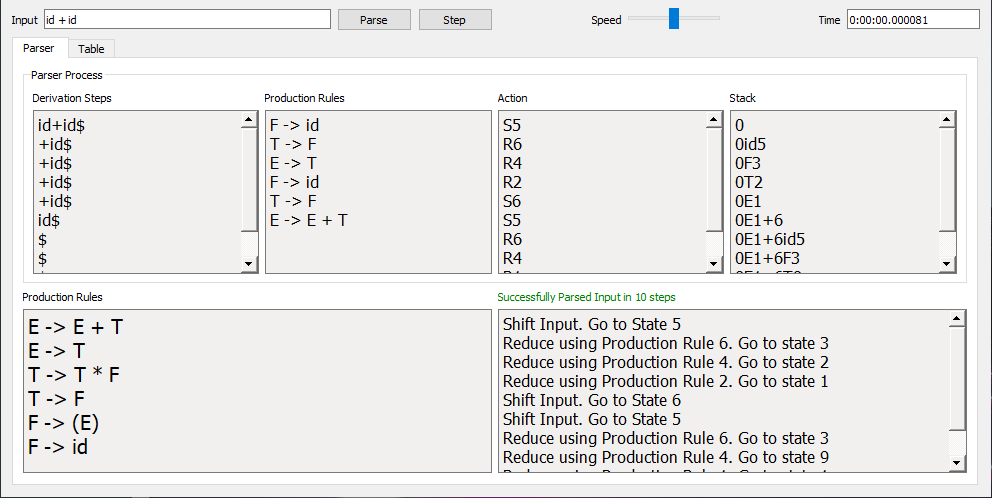 Input id + id Parse Step Speed Time 0:00:00.000081
Parser Table
Parser Process
Derivation Steps
id+id$
+id$
+id$
+id$
+id$
id$
$
$
Production Rules
F -> id
T -> F
E -> T
F -> id
T -> F
E -> E + T
Action
S5
R6
R4
R2
S6
S5
R6
R4
Stack
0
0id5
0F3
0T2
0E1
0E1+6
0E1+6id5
0E1+6F3
Production Rules
E -> E + T
E -> T
T -> T * F
T -> F
F -> (E)
F -> id
Successfully Parsed Input in 10 steps
Shift Input. Go to State 5
Reduce using Production Rule 6. Go to state 3
Reduce using Production Rule 4. Go to state 2
Reduce using Production Rule 2. Go to state 1
Shift Input. Go to State 6
Shift Input. Go to State 5
Reduce using Production Rule 6. Go to state 3
Reduce using Production Rule 4. Go to state 9